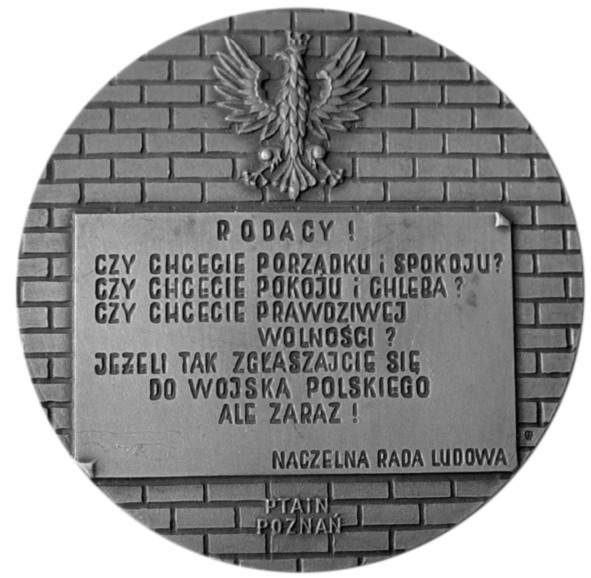 RODACY!
CZY CHCECIE PORZĄDKU i SPOKOJU?
CZY CHCECIE POKOJU i CHLEBA?
CZY CHCECIE PRAWDZIWEJ
WOLNOŚCI?
JEŻELI TAK ZGŁASZAJCIE SIĘ
DO WOJSKA POLSKIEGO
ALE ZARAZ!
NACZELNA RADA LUDOWA
PTAIN
POZNAŃ